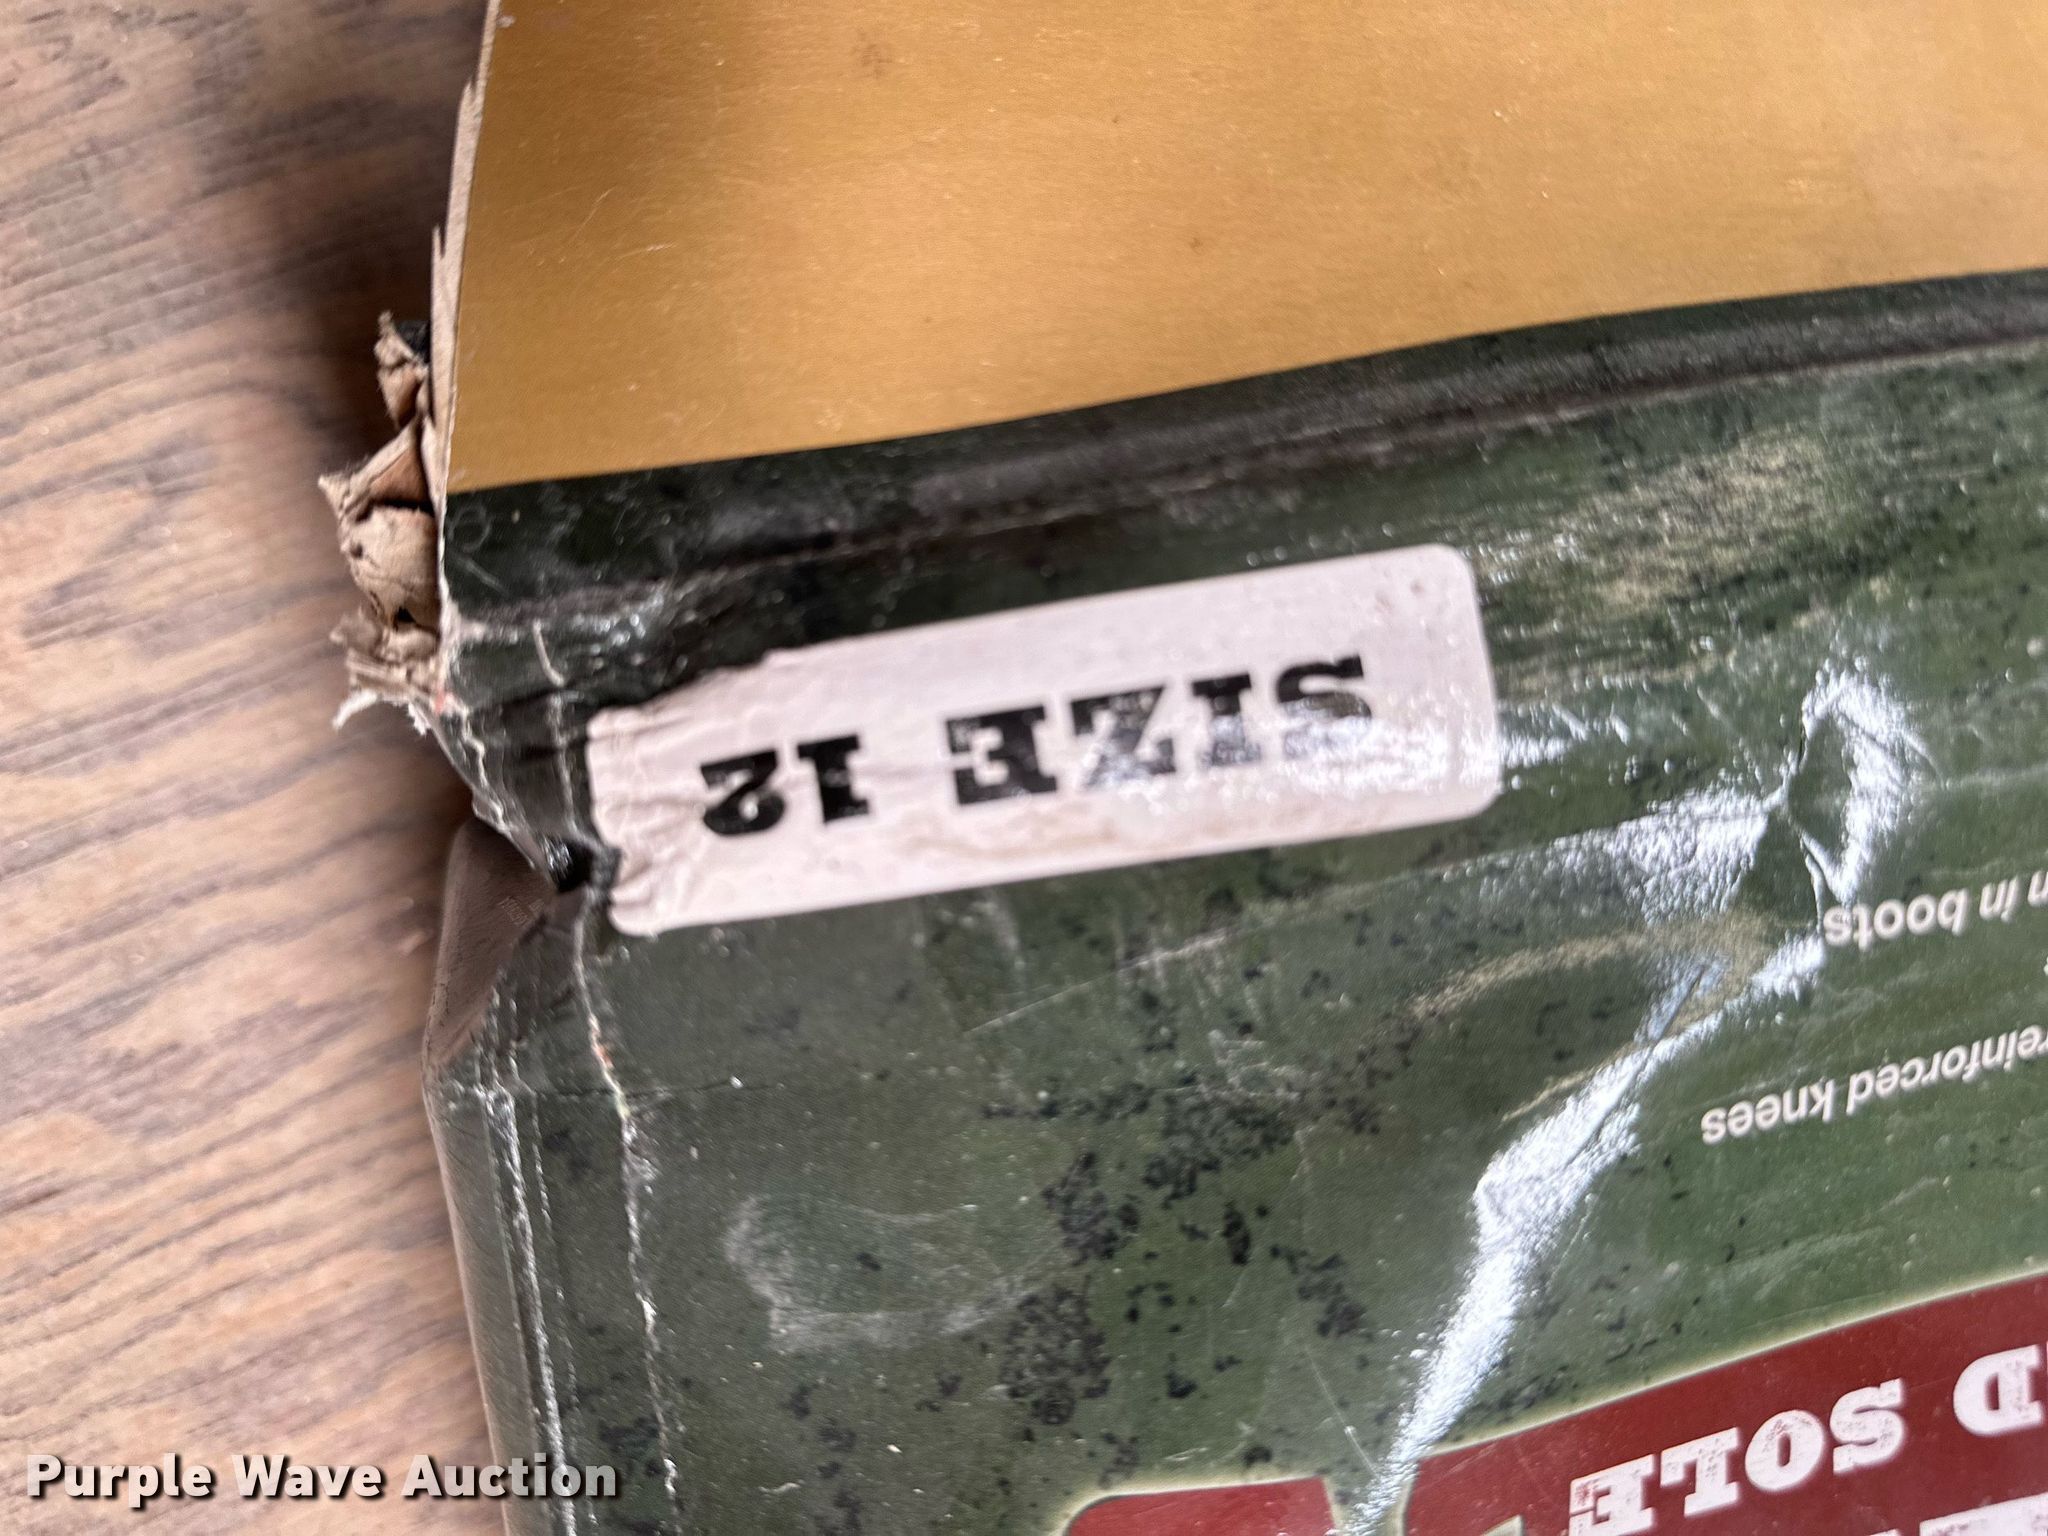 SIZE 12
in boots
reinforced knees
SOLE
Purple Wave Auction